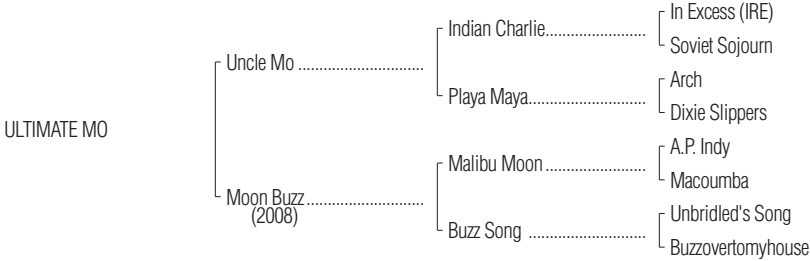 In Excess (IRE)
Indian Charlie.........................
Soviet Sojourn
Uncle Mo ...............................
Arch
Playa Maya.............................
Dixie Slippers
ULTIMATE MO
A.P. Indy
Malibu Moon .........................
Macoumba
Moon Buzz.............................
(2008)
Unbridled's Song
Buzz Song .............................
Buzzovertomyhouse